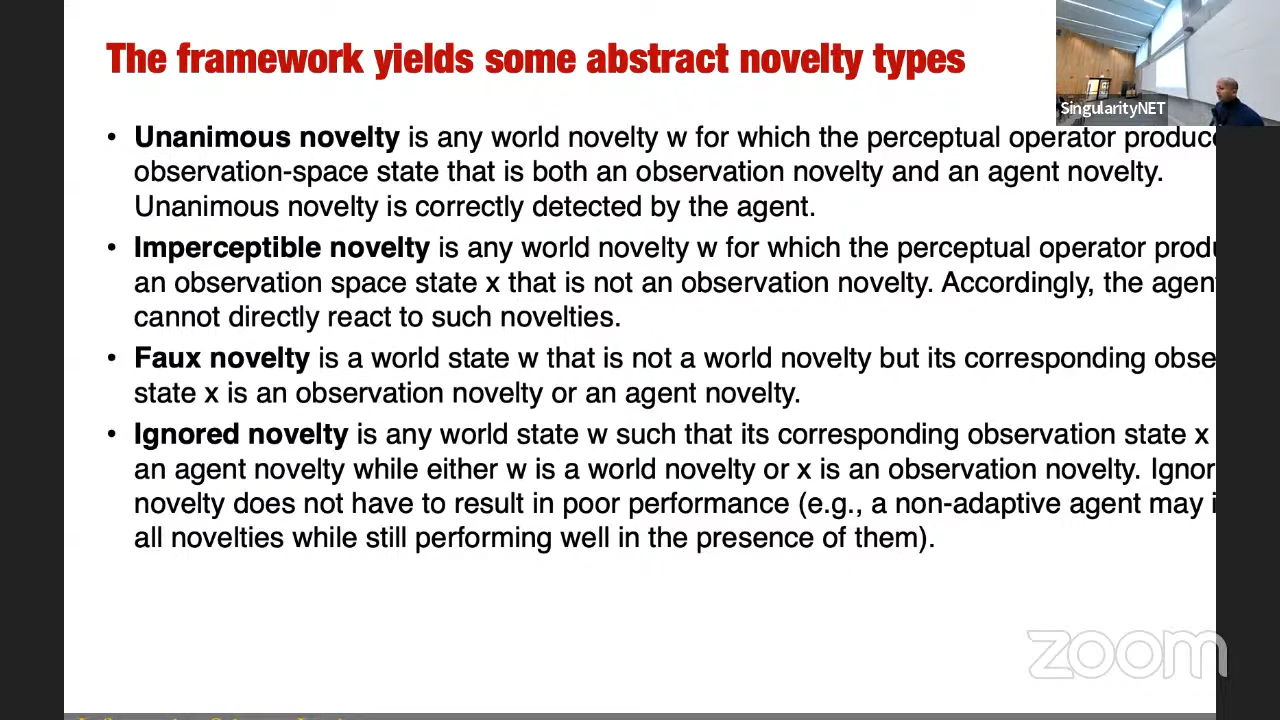 The framework yields some abstract novelty types
SingularityNET
• Unanimous novelty is any world novelty w for which the perceptual operator produc
observation-space state that is both an observation novelty and an agent novelty.
Unanimous novelty is correctly detected by the agent.
• Imperceptible novelty is any world novelty w for which the perceptual operator prod
an observation space state x that is not an observation novelty. Accordingly, the agen
cannot directly react to such novelties.
• Faux novelty is a world state w that is not a world novelty but its corresponding obse
state x is an observation novelty or an agent novelty.
• Ignored novelty is any world state w such that its corresponding observation state x
an agent novelty while either w is a world novelty or x is an observation novelty. Ignor
novelty does not have to result in poor performance (e.g., a non-adaptive agent may i
all novelties while still performing well in the presence of them).
zoom